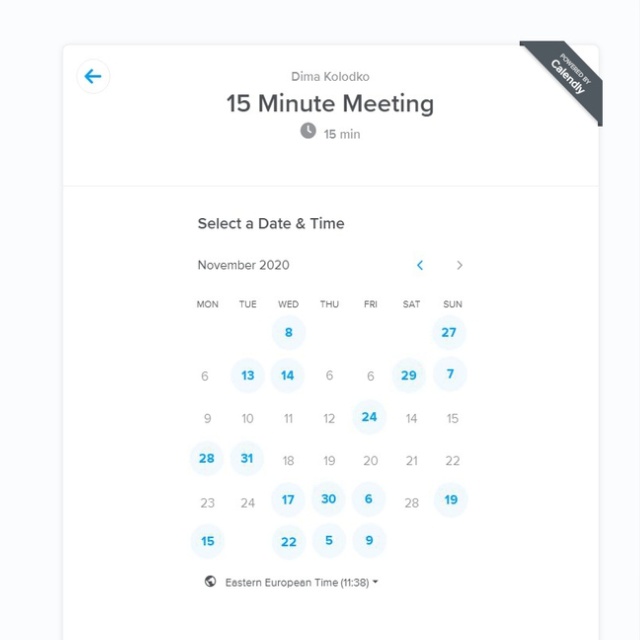 POWERED BY
Calendly
Dima Kolodko
15 Minute Meeting
15 min
Select a Date & Time
November 2020
MON TUE WED THU FRI SAT SUN
8 27
6 13 14 6 6 29 7
9 10 11 12 24 14 15
28 31 18 19 20 21 22
23 24 17 30 6 28 19
15 22 5 9
Eastern European Time (11:38)